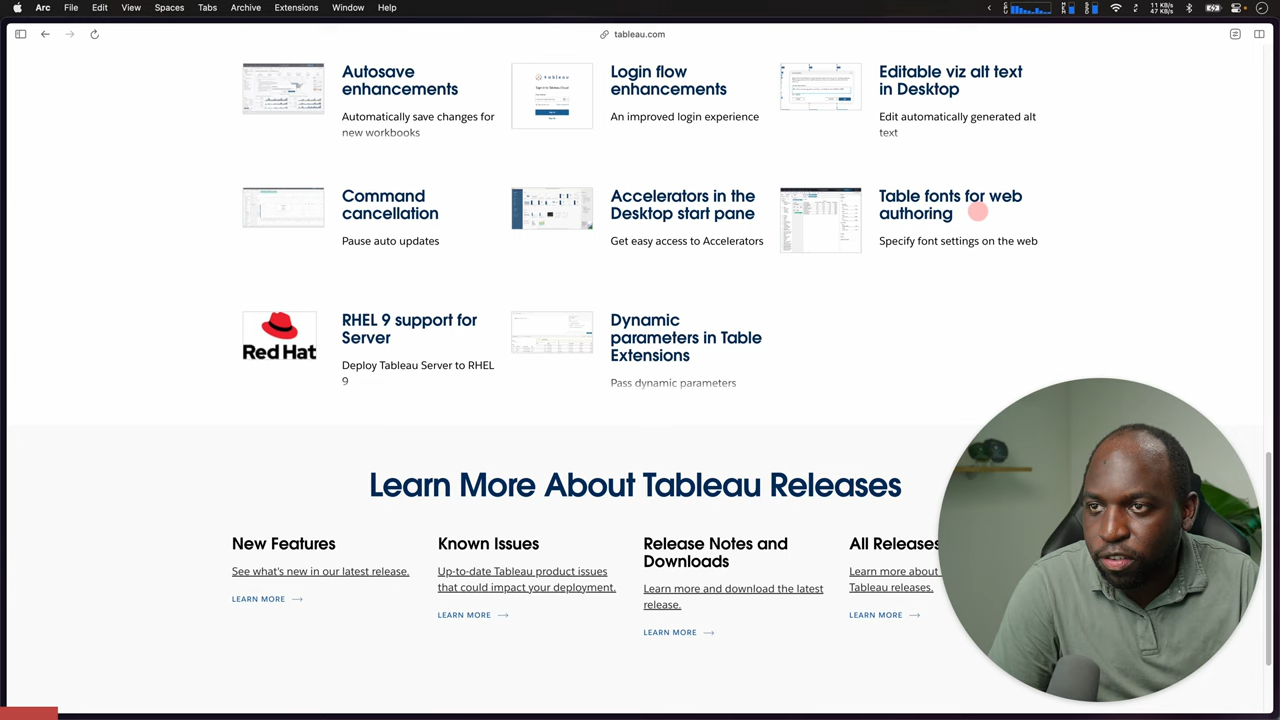 Arc File Edit View Spaces Tabs Archive Extensions Window Help
11 KB/s
47 KB/s
tableau.com
Autosave
enhancements
Automatically save changes for
new workbooks
Login flow
enhancements
An improved login experience
Editable viz alt text
in Desktop
Edit automatically generated alt
text
Command
cancellation
Pause auto updates
Accelerators in the
Desktop start pane
Get easy access to Accelerators
Table fonts for web
authoring
Specify font settings on the web
Red Hat
RHEL 9 support for
Server
Deploy Tableau Server to RHEL
9
Dynamic
parameters in Table
Extensions
Pass dynamic parameters
Learn More About Tableau Releases
New Features
See what's new in our latest release.
LEARN MORE
Known Issues
Up-to-date Tableau product issues
that could impact your deployment.
LEARN MORE
Release Notes and
Downloads
Learn more and download the latest
release.
LEARN MORE
All Releases
Learn more about
Tableau releases.
LEARN MORE